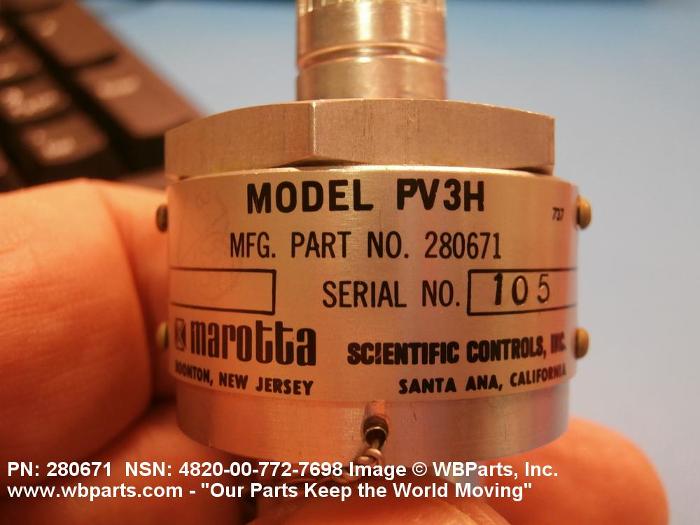 MODEL PV3H
737
MFG. PART NO. 280671
SERIAL NO. 105
marotta SCIENTIFIC CONTROLS, INC.
BOONTON, NEW JERSEY SANTA ANA, CALIFORNIA
PN: 280671 NSN: 4820-00-772-7698 Image © WBParts, Inc.
www.wbparts.com - "Our Parts Keep the World Moving"